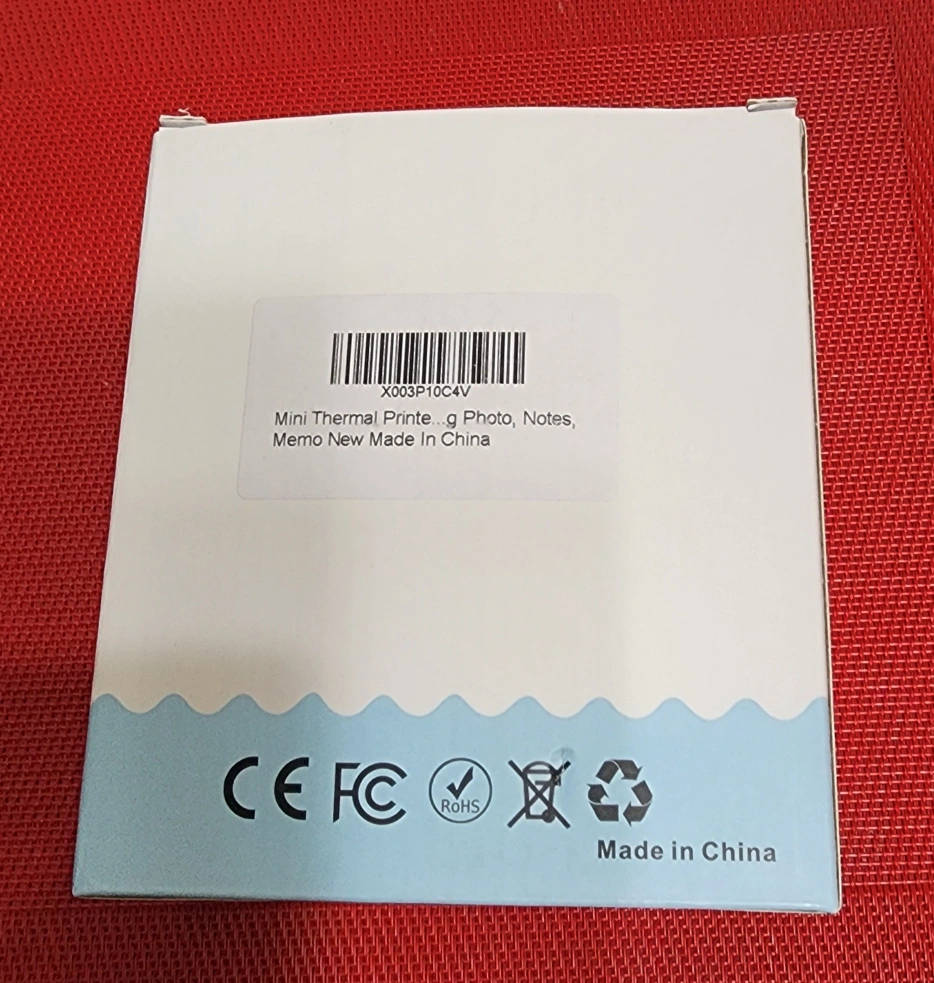 X003P10C4V
Mini Thermal Printe...g Photo, Notes,
Memo New Made In China
CE FC RoHS
Made in China